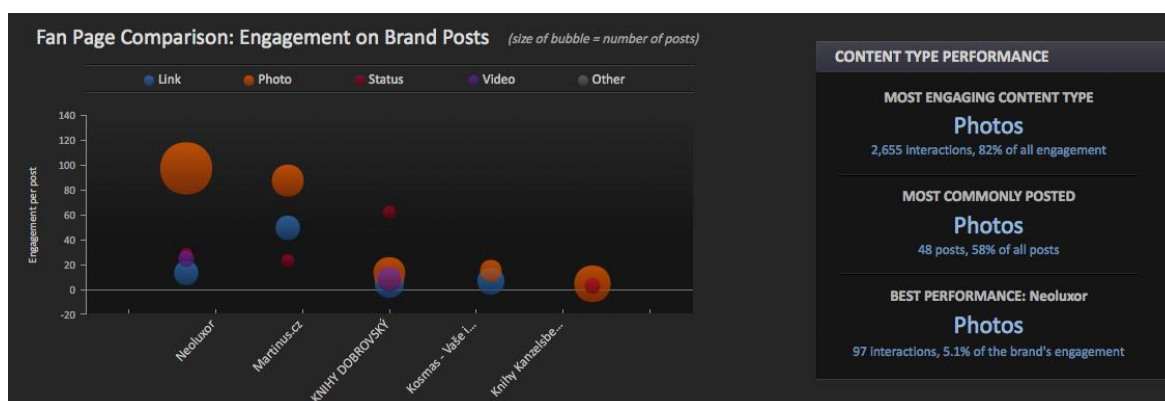 Fan Page Comparison: Engagement on Brand Posts (size of bubble = number of posts)
Link Photo Status Video Other
Engagement per post
140
120
100
80
60
40
20
0
-20
Neoluxor
Martinus.cz
KNIHY DOBROVSKÝ
Kosmas - Vaše i...
Knihy Kanzelsbe...
CONTENT TYPE PERFORMANCE
MOST ENGAGING CONTENT TYPE
Photos
2,655 interactions, 82% of all engagement
MOST COMMONLY POSTED
Photos
48 posts, 58% of all posts
BEST PERFORMANCE: Neoluxor
Photos
97 interactions, 5.1% of the brand's engagement